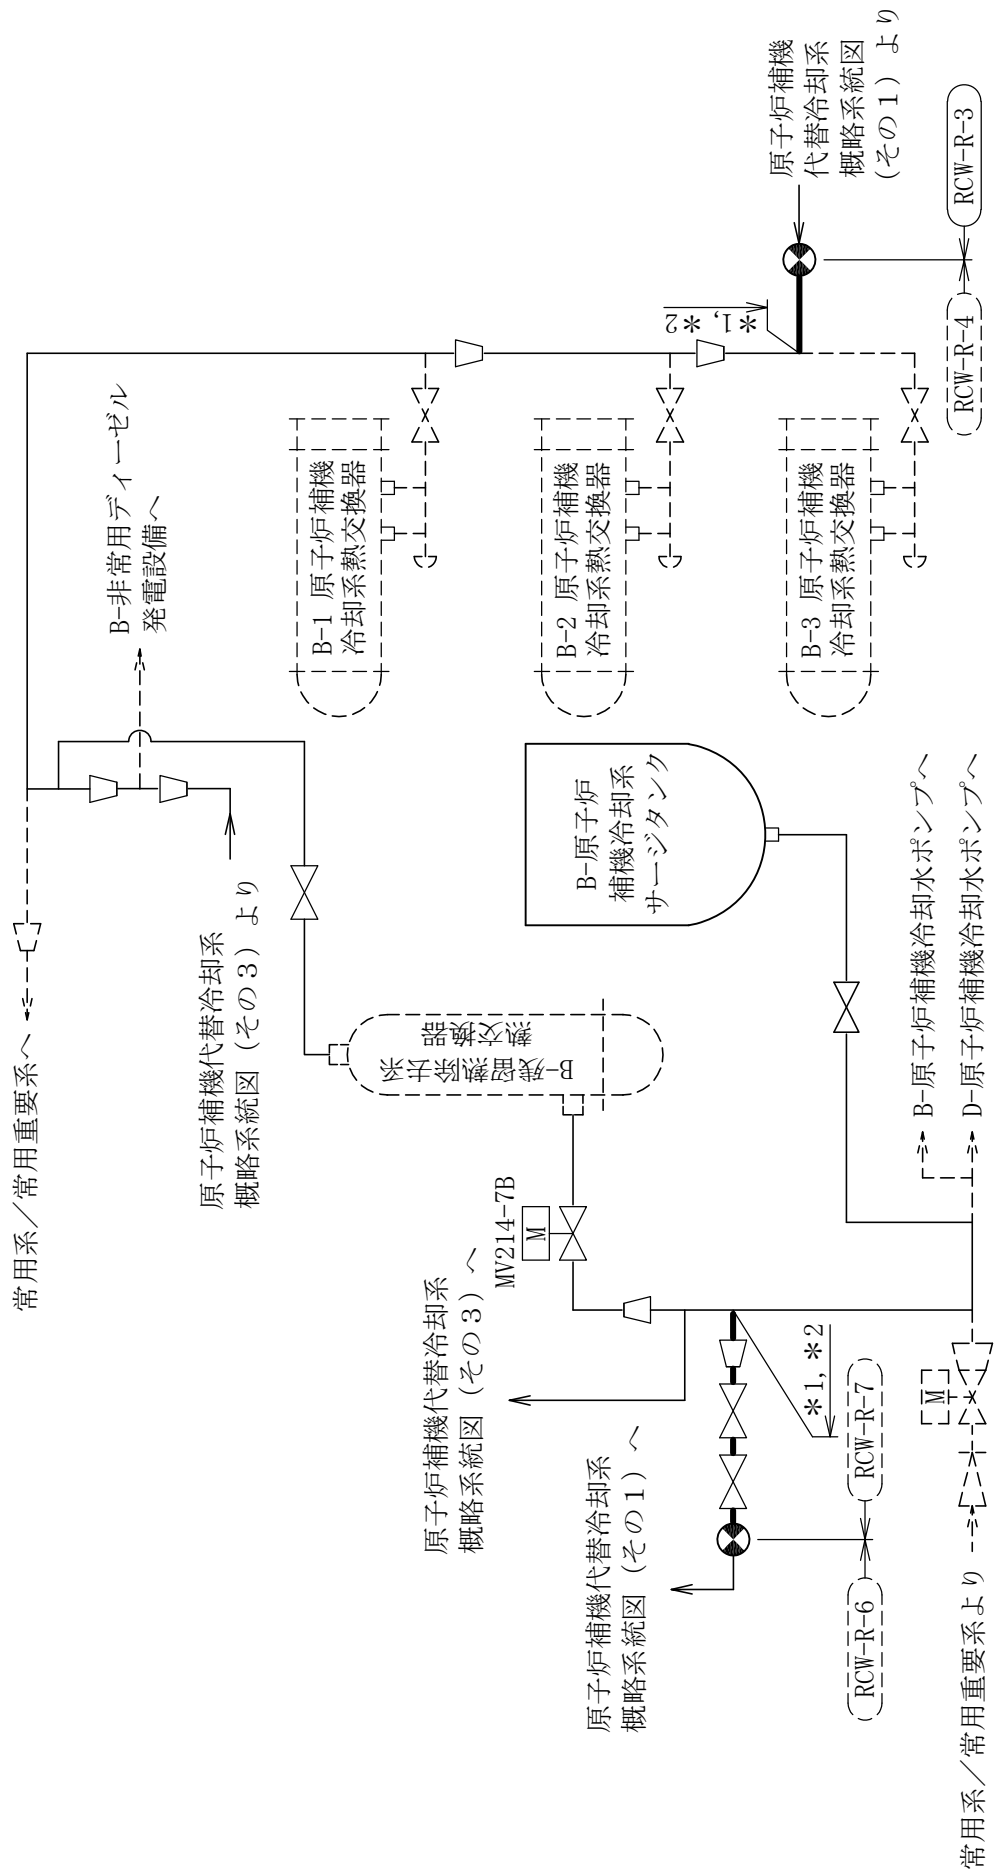 常用系／常用重要系へ
B-非常用ディーゼル
発電設備へ
原子炉補機代替冷却系
概略系統図（その３）より
B-1 原子炉補機
冷却系熱交換器
B-2 原子炉補機
冷却系熱交換器
B-3 原子炉補機
冷却系熱交換器
＊1,＊2
原子炉補機
代替冷却系
概略系統図
（その１）より
RCW-R-4
RCW-R-3
B-残留熱除去系
熱交換器
B-原子炉
補機冷却系
サージタンク
MV214-7B
M
原子炉補機代替冷却系
概略系統図（その３）へ
原子炉補機代替冷却系
概略系統図（その１）へ
＊1,＊2
RCW-R-6
RCW-R-7
B-原子炉補機冷却水ポンプへ
D-原子炉補機冷却水ポンプへ
M
常用系／常用重要系より